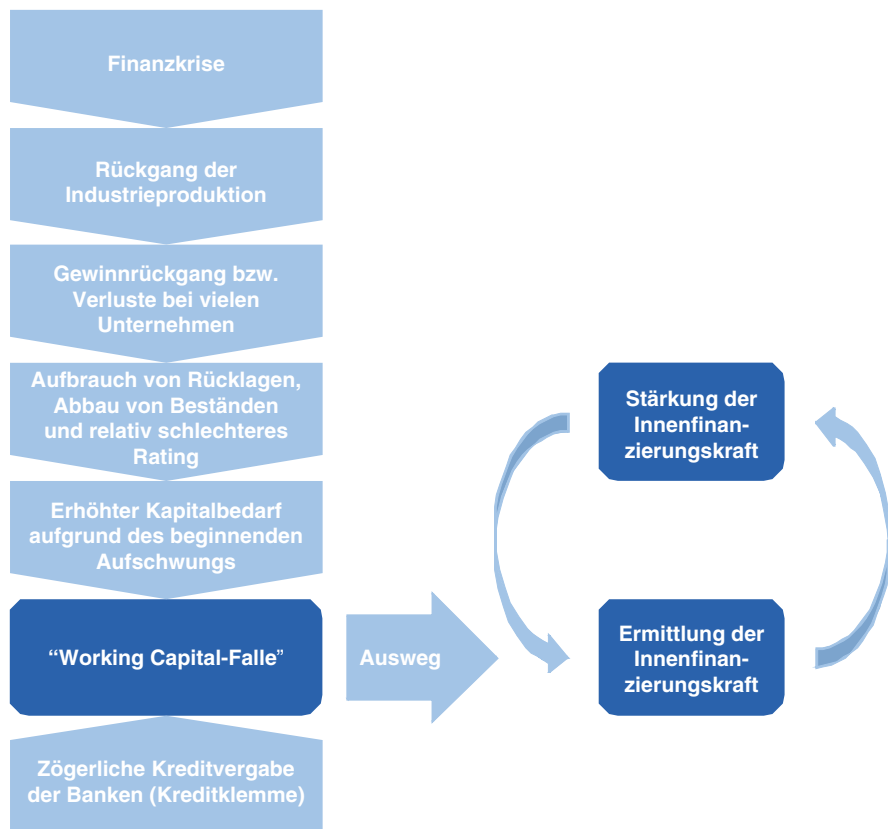 Finanzkrise
Rückgang der
Industrieproduktion
Gewinnrückgang bzw.
Verluste bei vielen
Unternehmen
Aufbrauch von Rücklagen,
Abbau von Beständen
und relativ schlechteres
Rating
Erhöhter Kapitalbedarf
aufgrund des beginnenden
Aufschwungs
“Working Capital-Falle”
Zögerliche Kreditvergabe
der Banken (Kreditklemme)
Ausweg
Stärkung der
Innenfinan-
zierungskraft
Ermittlung der
Innenfinan-
zierungskraft